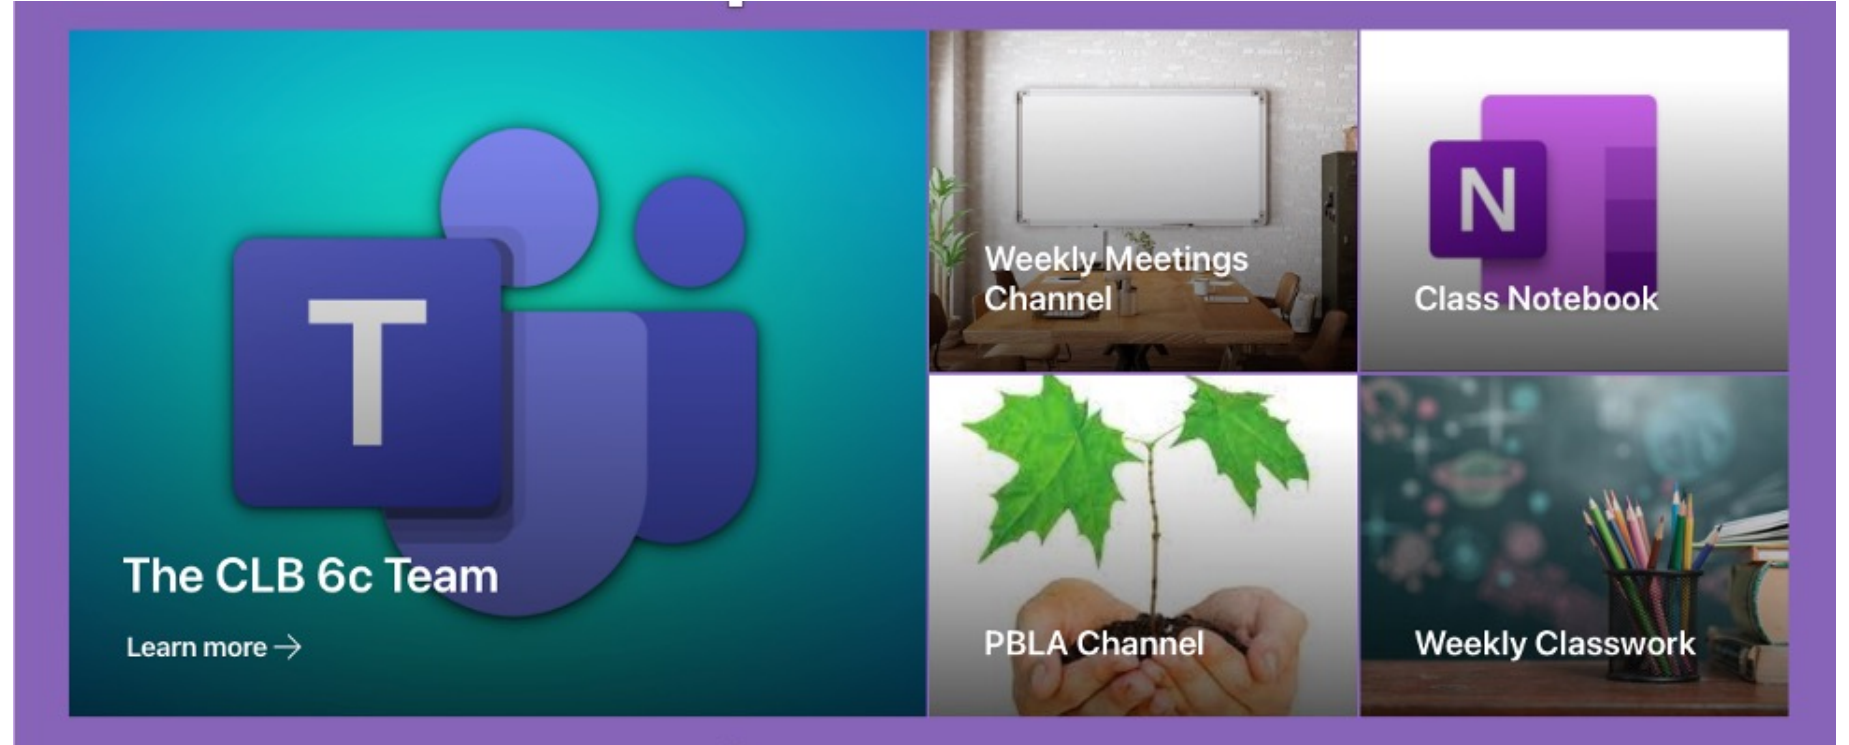 T
The CLB 6c Team
Learn more →
Weekly Meetings
Channel
N
Class Notebook
PBLA Channel
Weekly Classwork